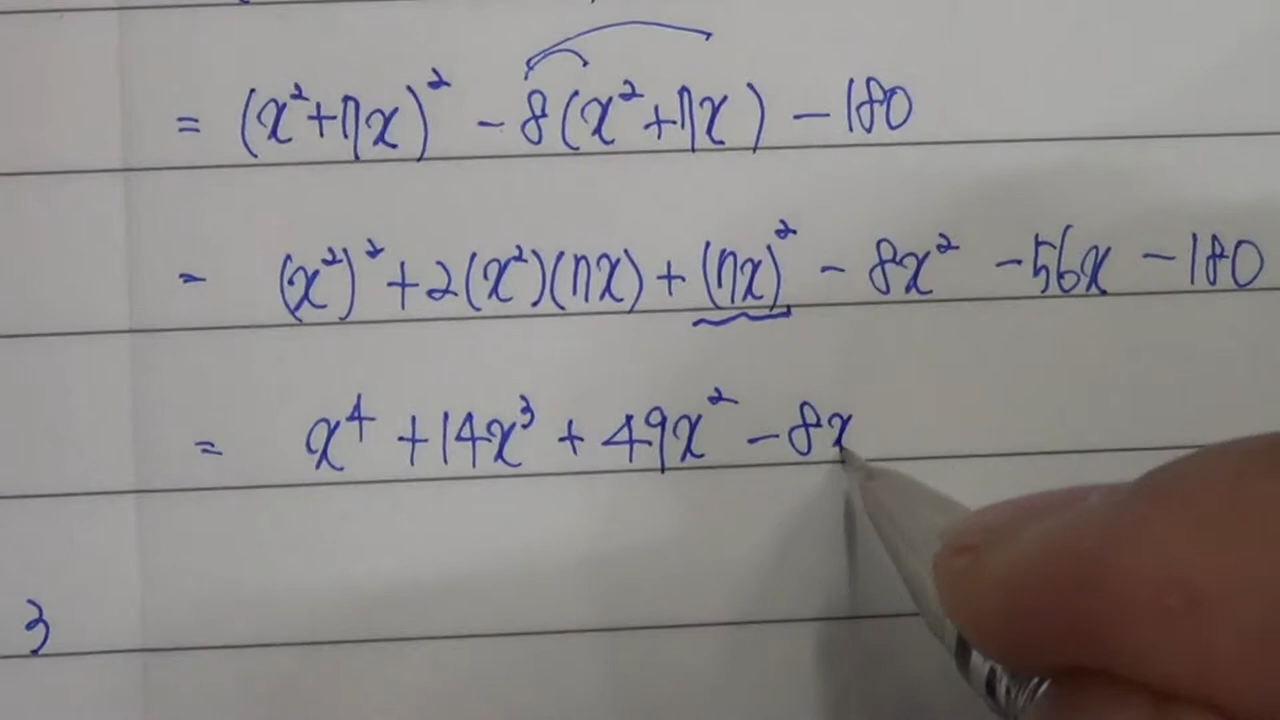 = (x²+7x)² - 8(x²+7x) - 180
= (x²)² + 2(x²)(7x) + (7x)² - 8x² - 56x - 180
= x⁴ + 14x³ + 49x² - 8x
3